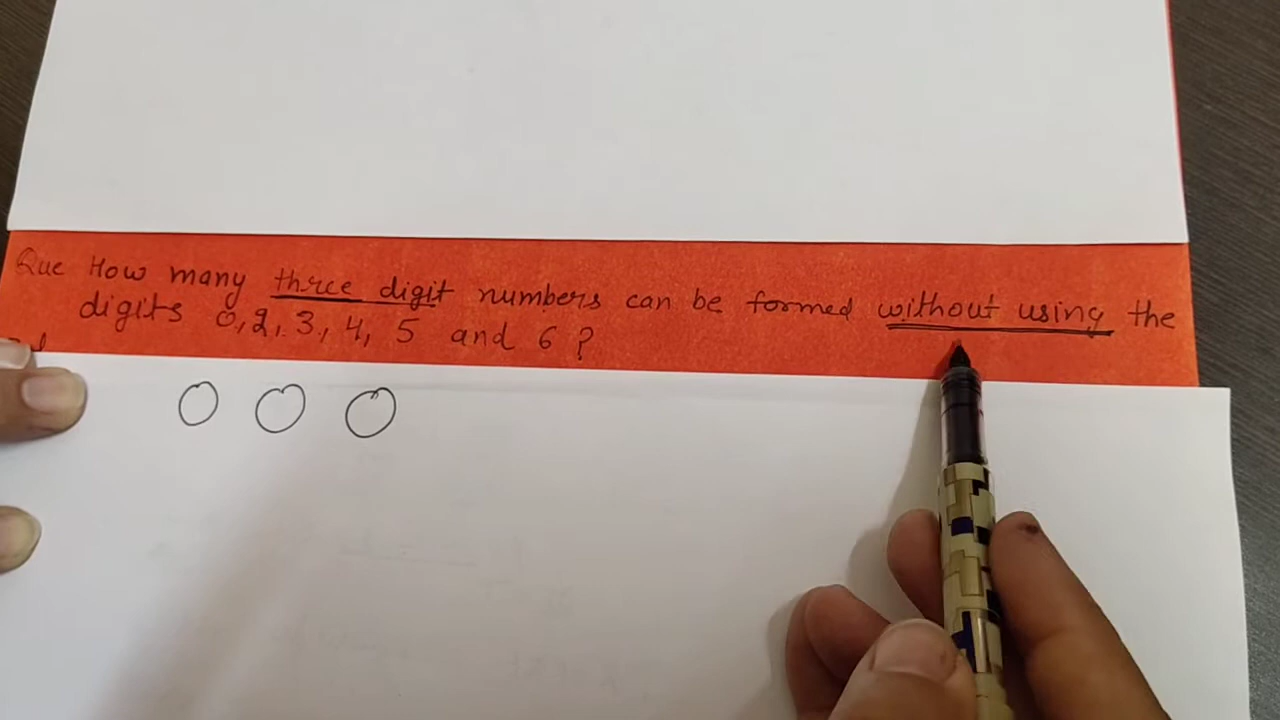 Que How many three digit numbers can be formed without using the
digits 0, 2, 3, 4, 5 and 6 ?